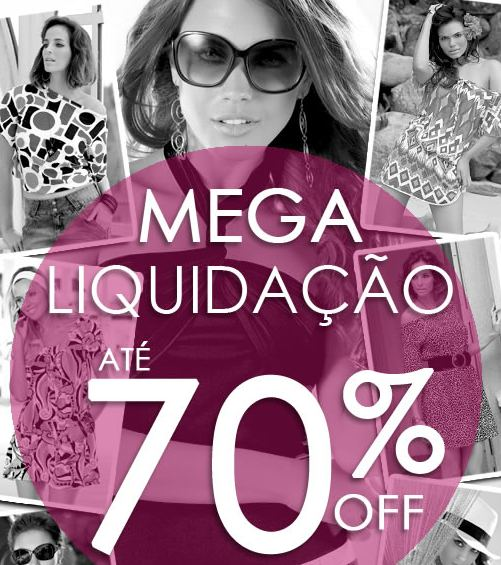 MEGA
LIQUIDAÇÃO
ATÉ
70%
OFF